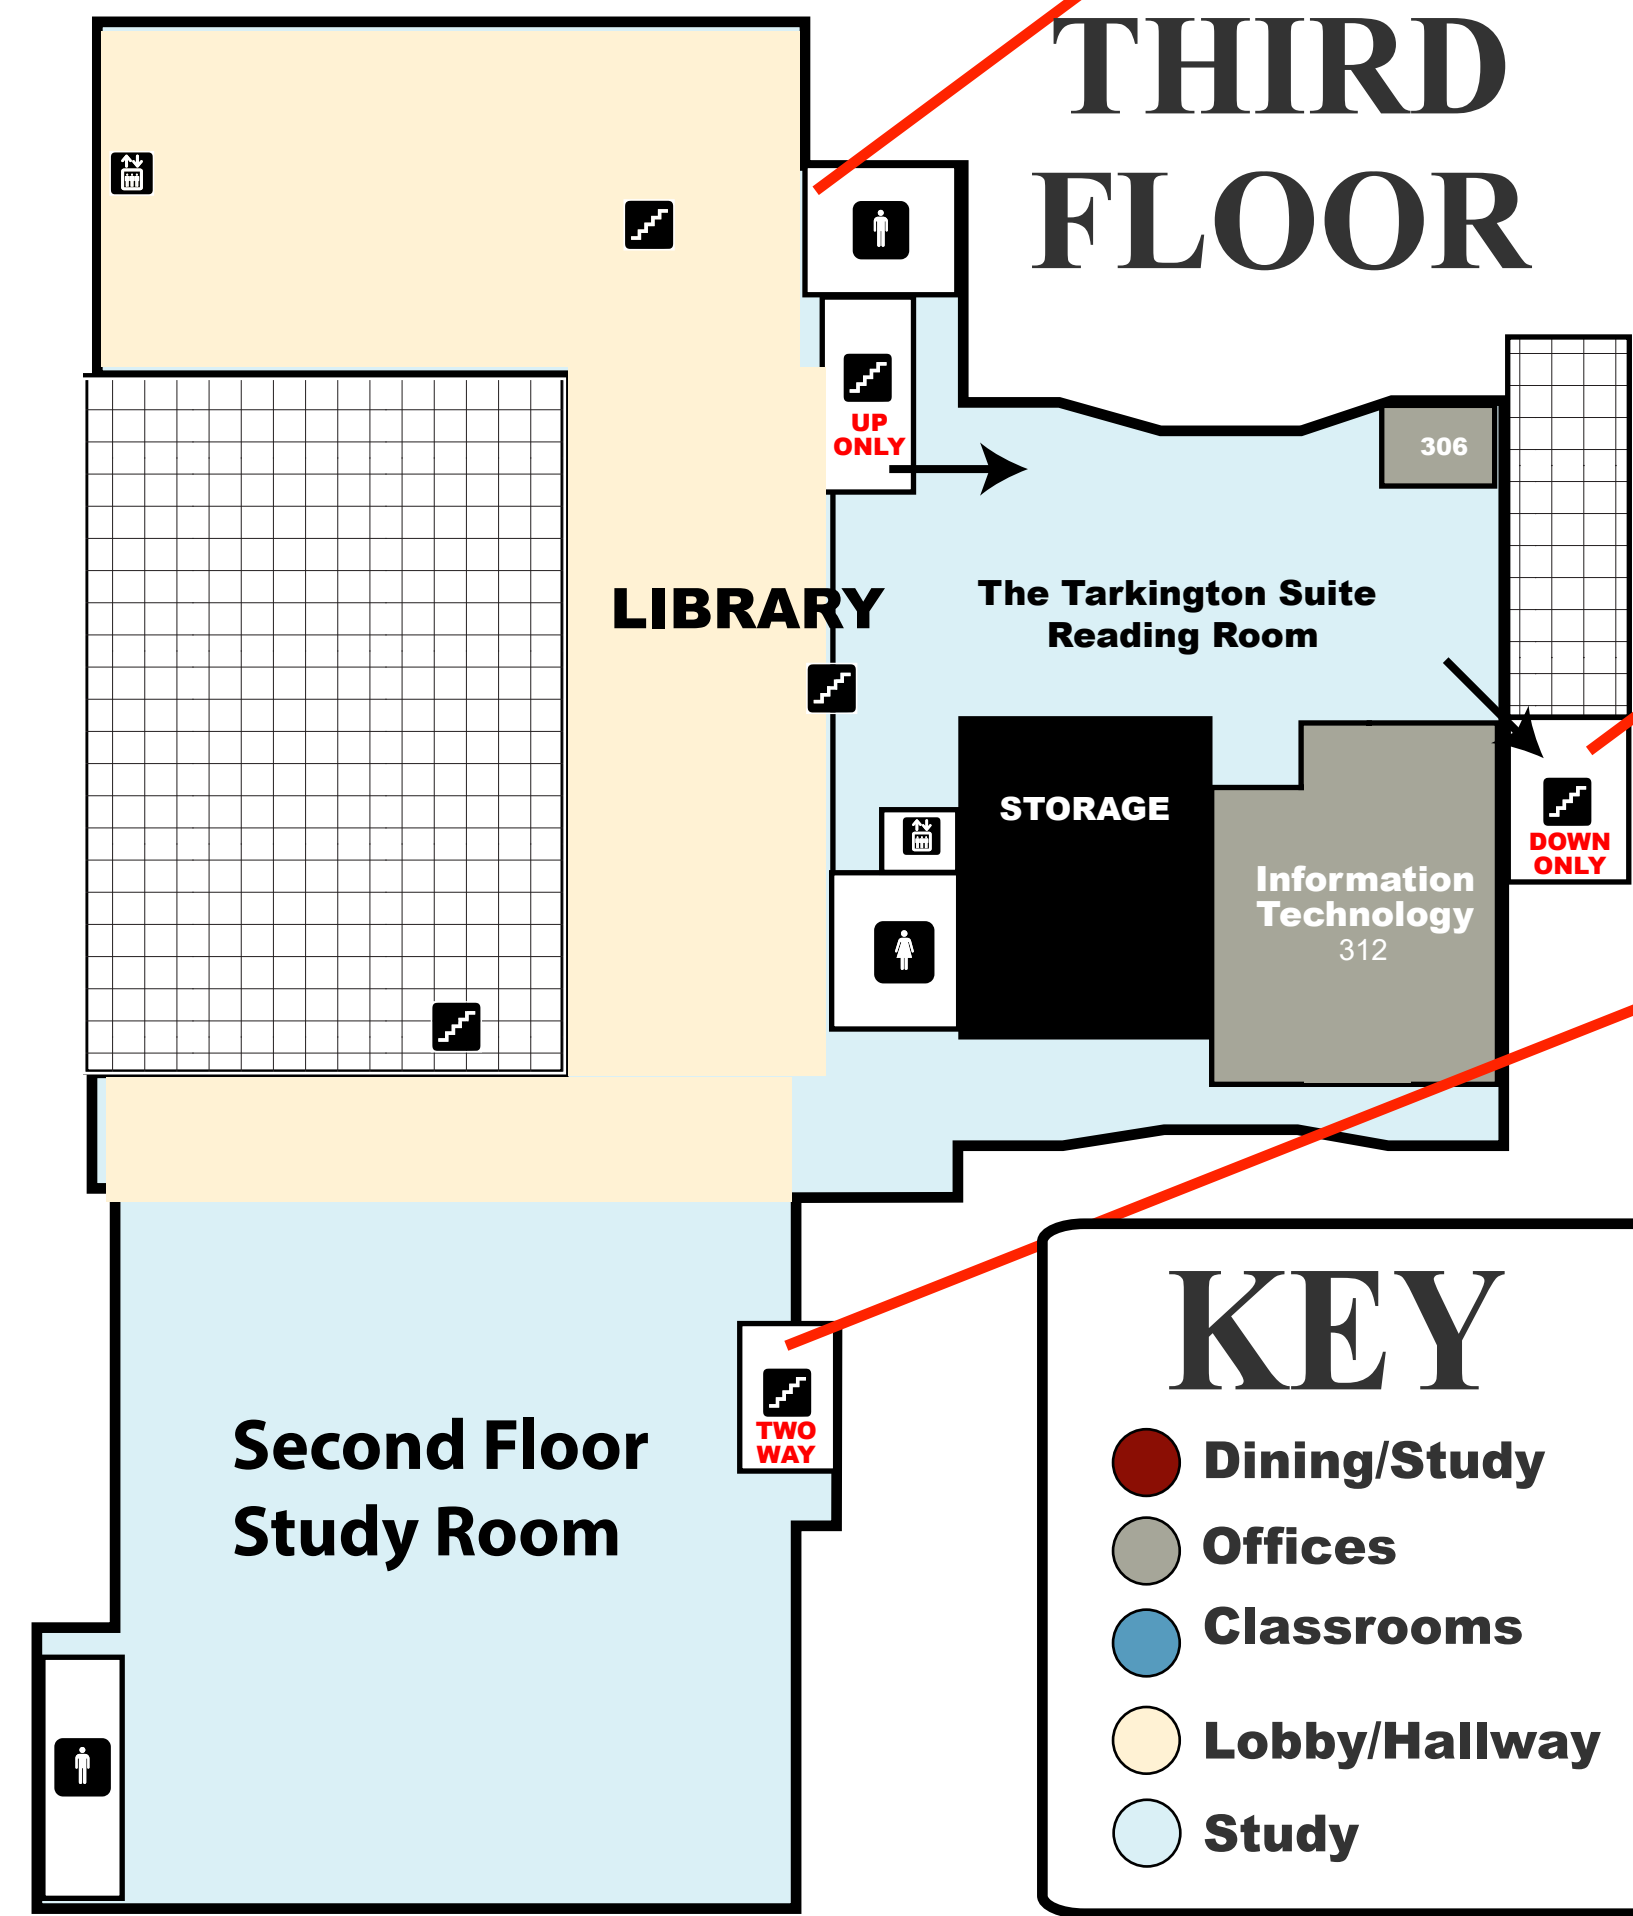 THIRD
FLOOR
UP
ONLY
306
LIBRARY
The Tarkington Suite
Reading Room
STORAGE
DOWN
ONLY
Information
Technology
312
Second Floor
Study Room
TWO
WAY
KEY
Dining/Study
Offices
Classrooms
Lobby/Hallway
Study